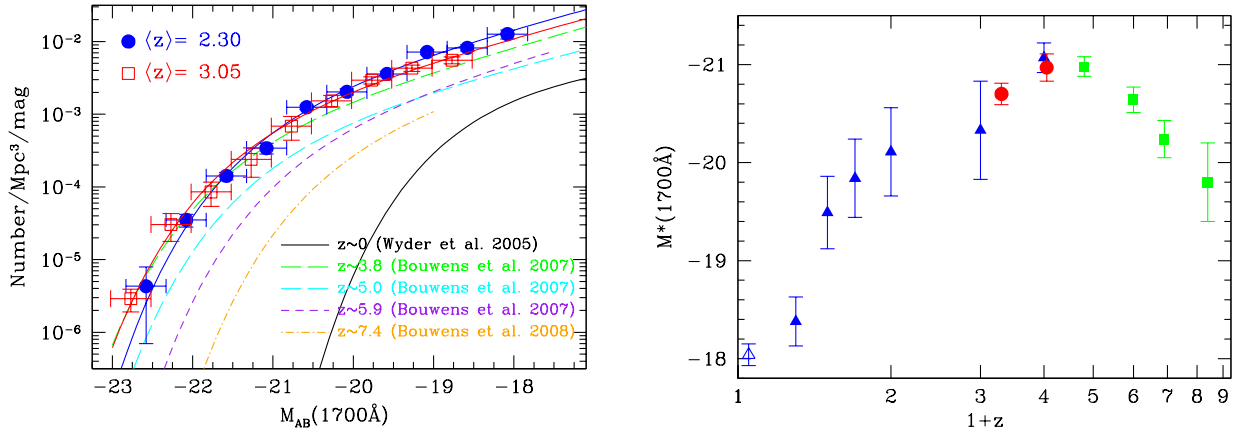 ⟨z⟩= 2.30
⟨z⟩= 3.05
z~0 (Wyder et al. 2005)
z~3.8 (Bouwens et al. 2007)
z~5.0 (Bouwens et al. 2007)
z~5.9 (Bouwens et al. 2007)
z~7.4 (Bouwens et al. 2008)
Number/Mpc³/mag
10⁻²
10⁻³
10⁻⁴
10⁻⁵
10⁻⁶
−23 −22 −21 −20 −19 −18
M_AB(1700Å)
M*(1700Å)
-21
-20
-19
-18
1 2 3 4 5 6 7 8 9
1+z